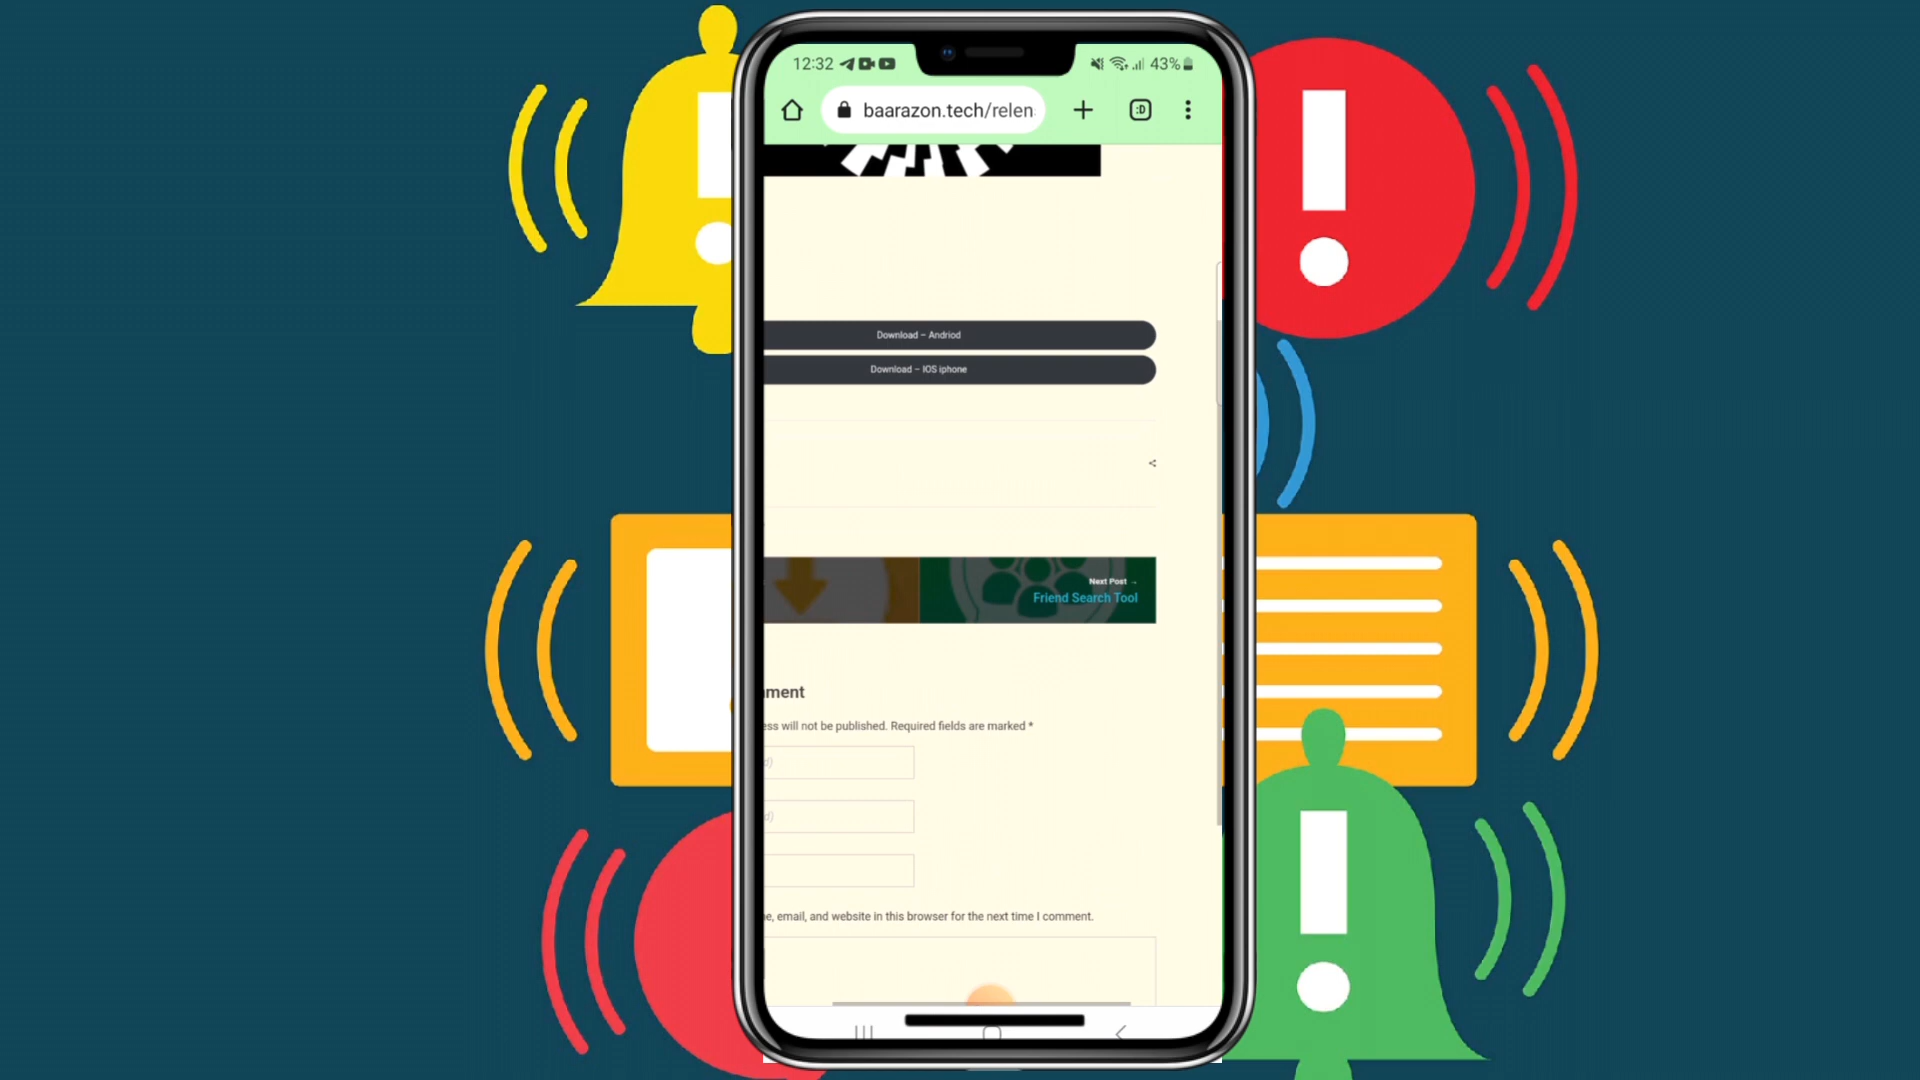 12:32
43%
baarazon.tech/relen
:D
Download – Andriod
Download – IOS iphone
Next Post →
Friend Search Tool
ment
ess will not be published. Required fields are marked *
d)
d)
e, email, and website in this browser for the next time I comment.